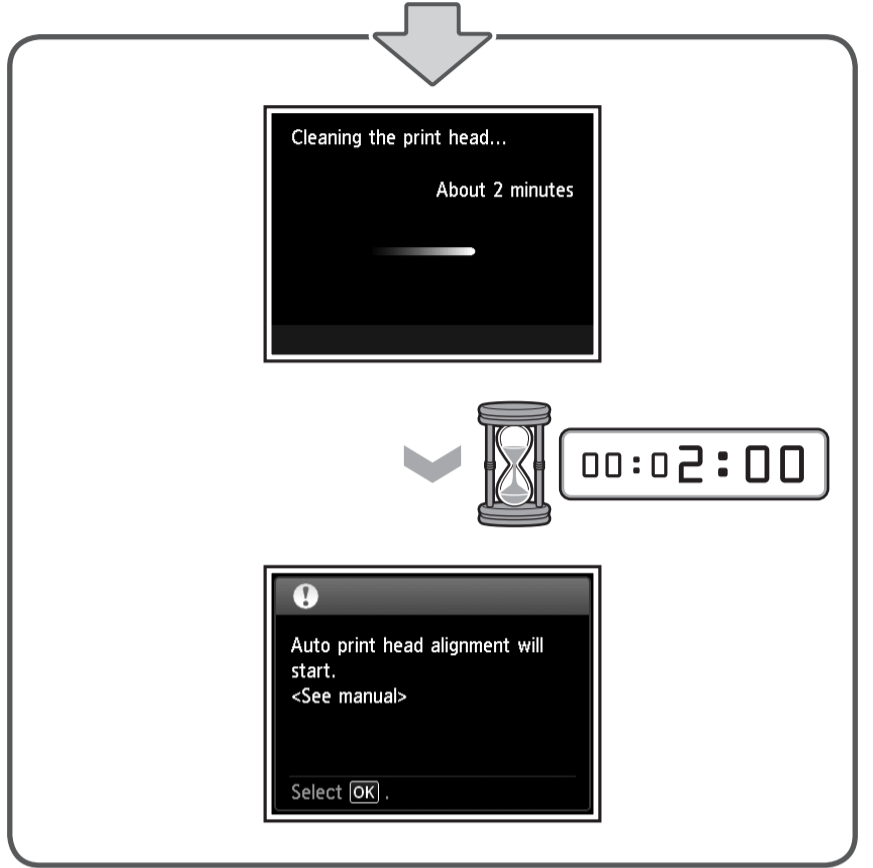 Cleaning the print head...
About 2 minutes
00:02:00
Auto print head alignment will
start.
<See manual>
Select OK .